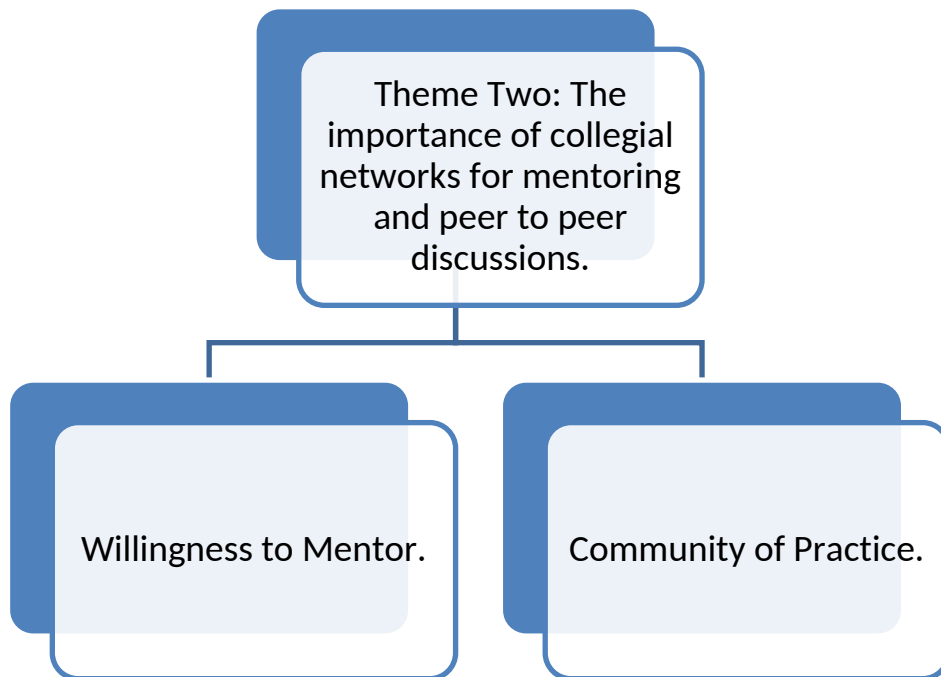 Theme Two: The
importance of collegial
networks for mentoring
and peer to peer
discussions.
Willingness to Mentor.
Community of Practice.